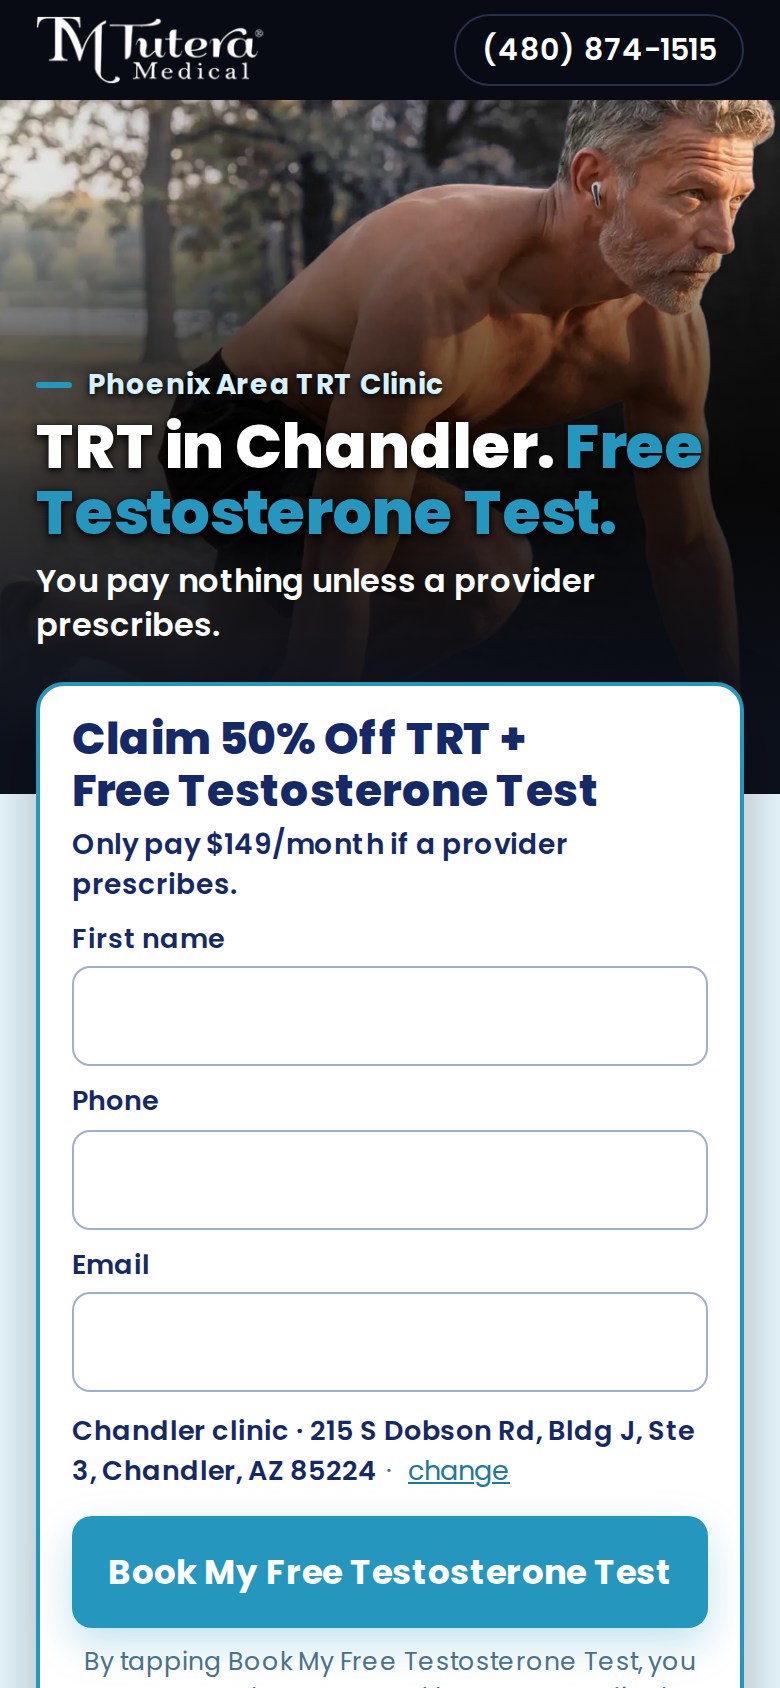 TM Tutera®
Medical
(480) 874-1515
Phoenix Area TRT Clinic
TRT in Chandler. Free
Testosterone Test.
You pay nothing unless a provider
prescribes.
Claim 50% Off TRT +
Free Testosterone Test
Only pay $149/month if a provider
prescribes.
First name
Phone
Email
Chandler clinic · 215 S Dobson Rd, Bldg J, Ste
3, Chandler, AZ 85224 · change
Book My Free Testosterone Test
By tapping Book My Free Testosterone Test, you